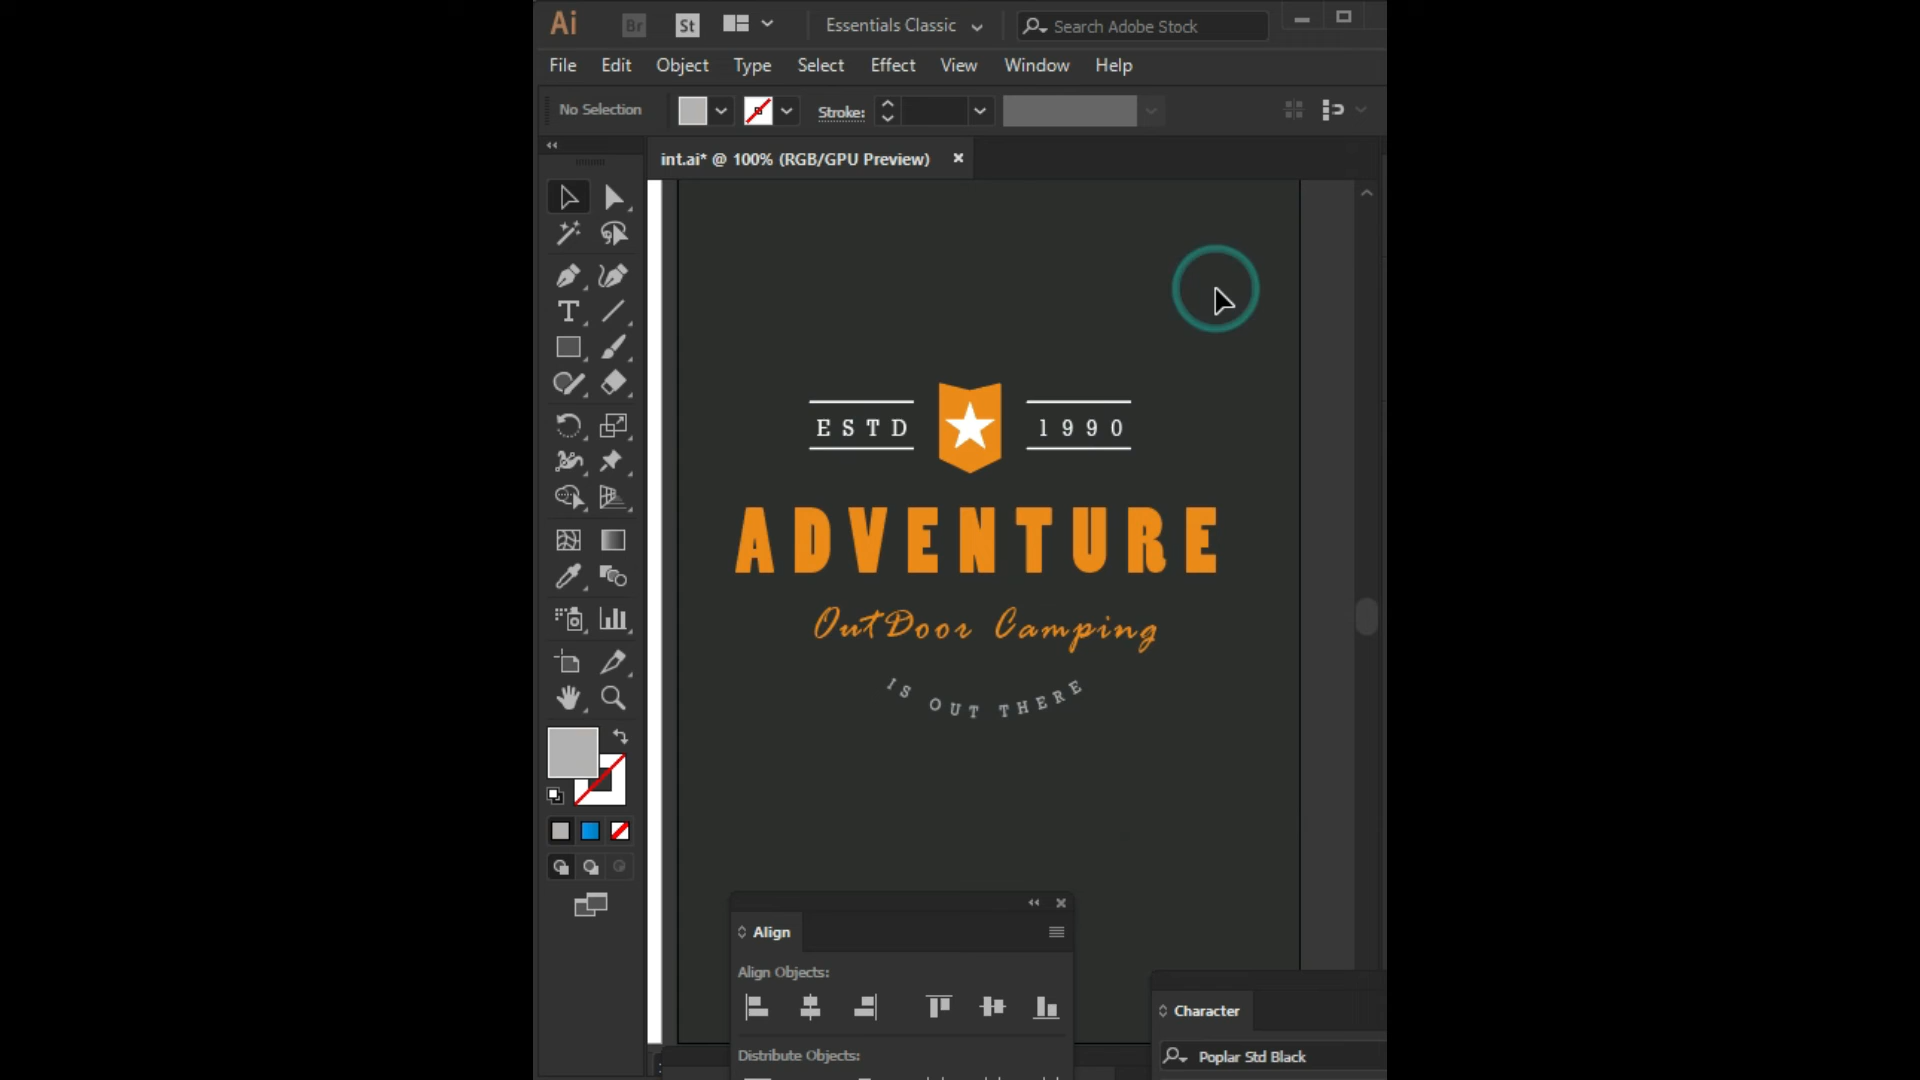 Ai
Br
St
Essentials Classic
Search Adobe Stock
File Edit Object Type Select Effect View Window Help
No Selection
Stroke:
int.ai* @ 100% (RGB/GPU Preview)
ESTD
1990
ADVENTURE
OutDoor Camping
IS OUT THERE
Align
Align Objects:
Distribute Objects:
Character
Poplar Std Black